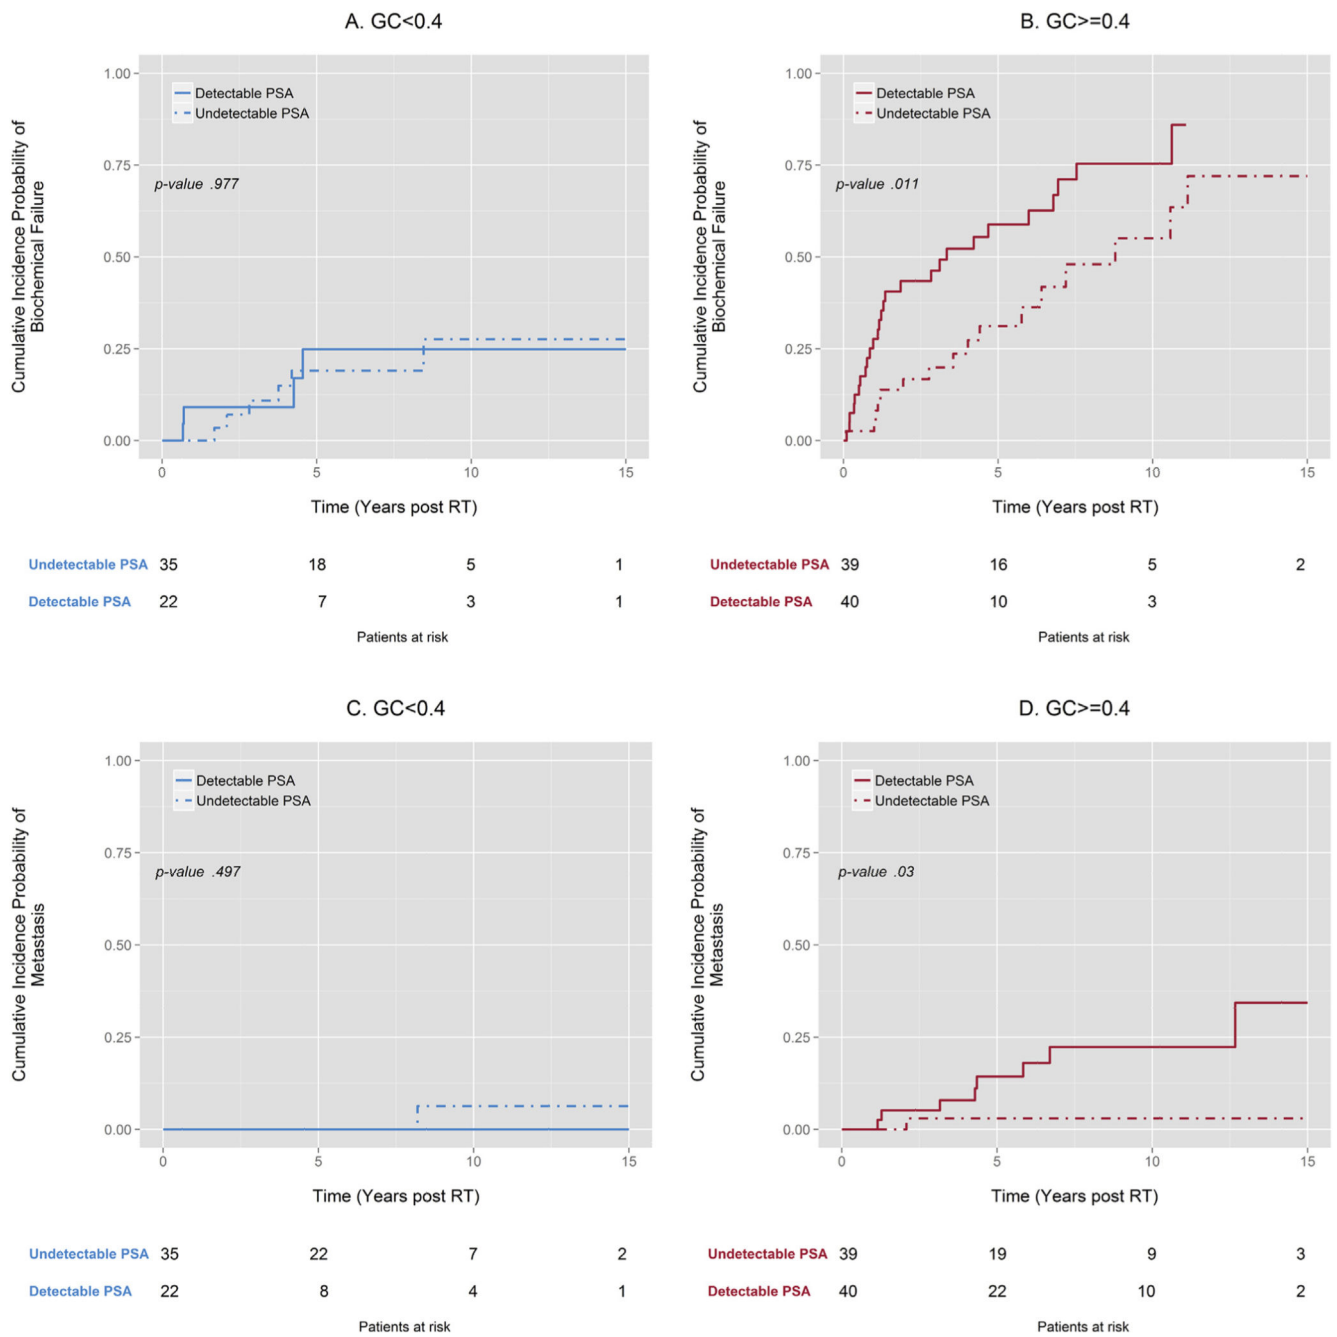 A. GC<0.4
Cumulative Incidence Probability of
Biochemical Failure
1.00
0.75
0.50
0.25
0.00
Detectable PSA
Undetectable PSA
p-value .977
0 5 10 15
Time (Years post RT)
Undetectable PSA 35 18 5 1
Detectable PSA 22 7 3 1
Patients at risk
B. GC>=0.4
Cumulative Incidence Probability of
Biochemical Failure
1.00
0.75
0.50
0.25
0.00
Detectable PSA
Undetectable PSA
p-value .011
0 5 10 15
Time (Years post RT)
Undetectable PSA 39 16 5 2
Detectable PSA 40 10 3
Patients at risk
C. GC<0.4
Cumulative Incidence Probability of
Metastasis
1.00
0.75
0.50
0.25
0.00
Detectable PSA
Undetectable PSA
p-value .497
0 5 10 15
Time (Years post RT)
Undetectable PSA 35 22 7 2
Detectable PSA 22 8 4 1
Patients at risk
D. GC>=0.4
Cumulative Incidence Probability of
Metastasis
1.00
0.75
0.50
0.25
0.00
Detectable PSA
Undetectable PSA
p-value .03
0 5 10 15
Time (Years post RT)
Undetectable PSA 39 19 9 3
Detectable PSA 40 22 10 2
Patients at risk